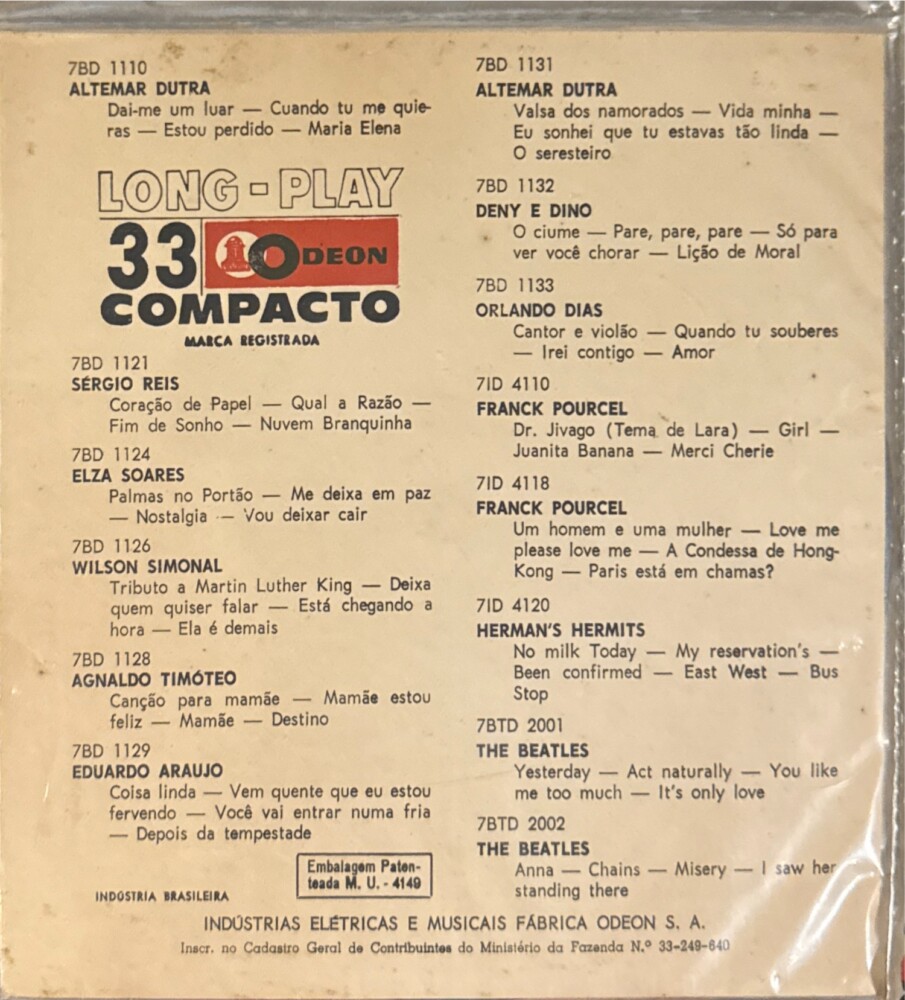 7BD 1110
ALTEMAR DUTRA
Dai-me um luar — Cuando tu me quie-
ras — Estou perdido — Maria Elena
LONG-PLAY
33 ODEON
COMPACTO
MARCA REGISTRADA
7BD 1121
SÉRGIO REIS
Coração de Papel — Qual a Razão —
Fim de Sonho — Nuvem Branquinha
7BD 1124
ELZA SOARES
Palmas no Portão — Me deixa em paz
— Nostalgia — Vou deixar cair
7BD 1126
WILSON SIMONAL
Tributo a Martin Luther King — Deixa
quem quiser falar — Está chegando a
hora — Ela é demais
7BD 1128
AGNALDO TIMÓTEO
Canção para mamãe — Mamãe estou
feliz — Mamãe — Destino
7BD 1129
EDUARDO ARAUJO
Coisa linda — Vem quente que eu estou
fervendo — Você vai entrar numa fria
— Depois da tempestade
INDÚSTRIA BRASILEIRA
Embalagem Paten-
teada M. U. - 4149
7BD 1131
ALTEMAR DUTRA
Valsa dos namorados — Vida minha —
Eu sonhei que tu estavas tão linda —
O seresteiro
7BD 1132
DENY E DINO
O ciume — Pare, pare, pare — Só para
ver você chorar — Lição de Moral
7BD 1133
ORLANDO DIAS
Cantor e violão — Quando tu souberes
— Irei contigo — Amor
7ID 4110
FRANCK POURCEL
Dr. Jivago (Tema de Lara) — Girl —
Juanita Banana — Merci Cherie
7ID 4118
FRANCK POURCEL
Um homem e uma mulher — Love me
please love me — A Condessa de Hong-
Kong — Paris está em chamas?
7ID 4120
HERMAN'S HERMITS
No milk Today — My reservation's —
Been confirmed — East West — Bus
Stop
7BTD 2001
THE BEATLES
Yesterday — Act naturally — You like
me too much — It's only love
7BTD 2002
THE BEATLES
Anna — Chains — Misery — I saw her
standing there
INDÚSTRIAS ELÉTRICAS E MUSICAIS FÁBRICA ODEON S. A.
Inscr. no Cadastro Geral de Contribuintes do Ministério da Fazenda N.º 33-249-640